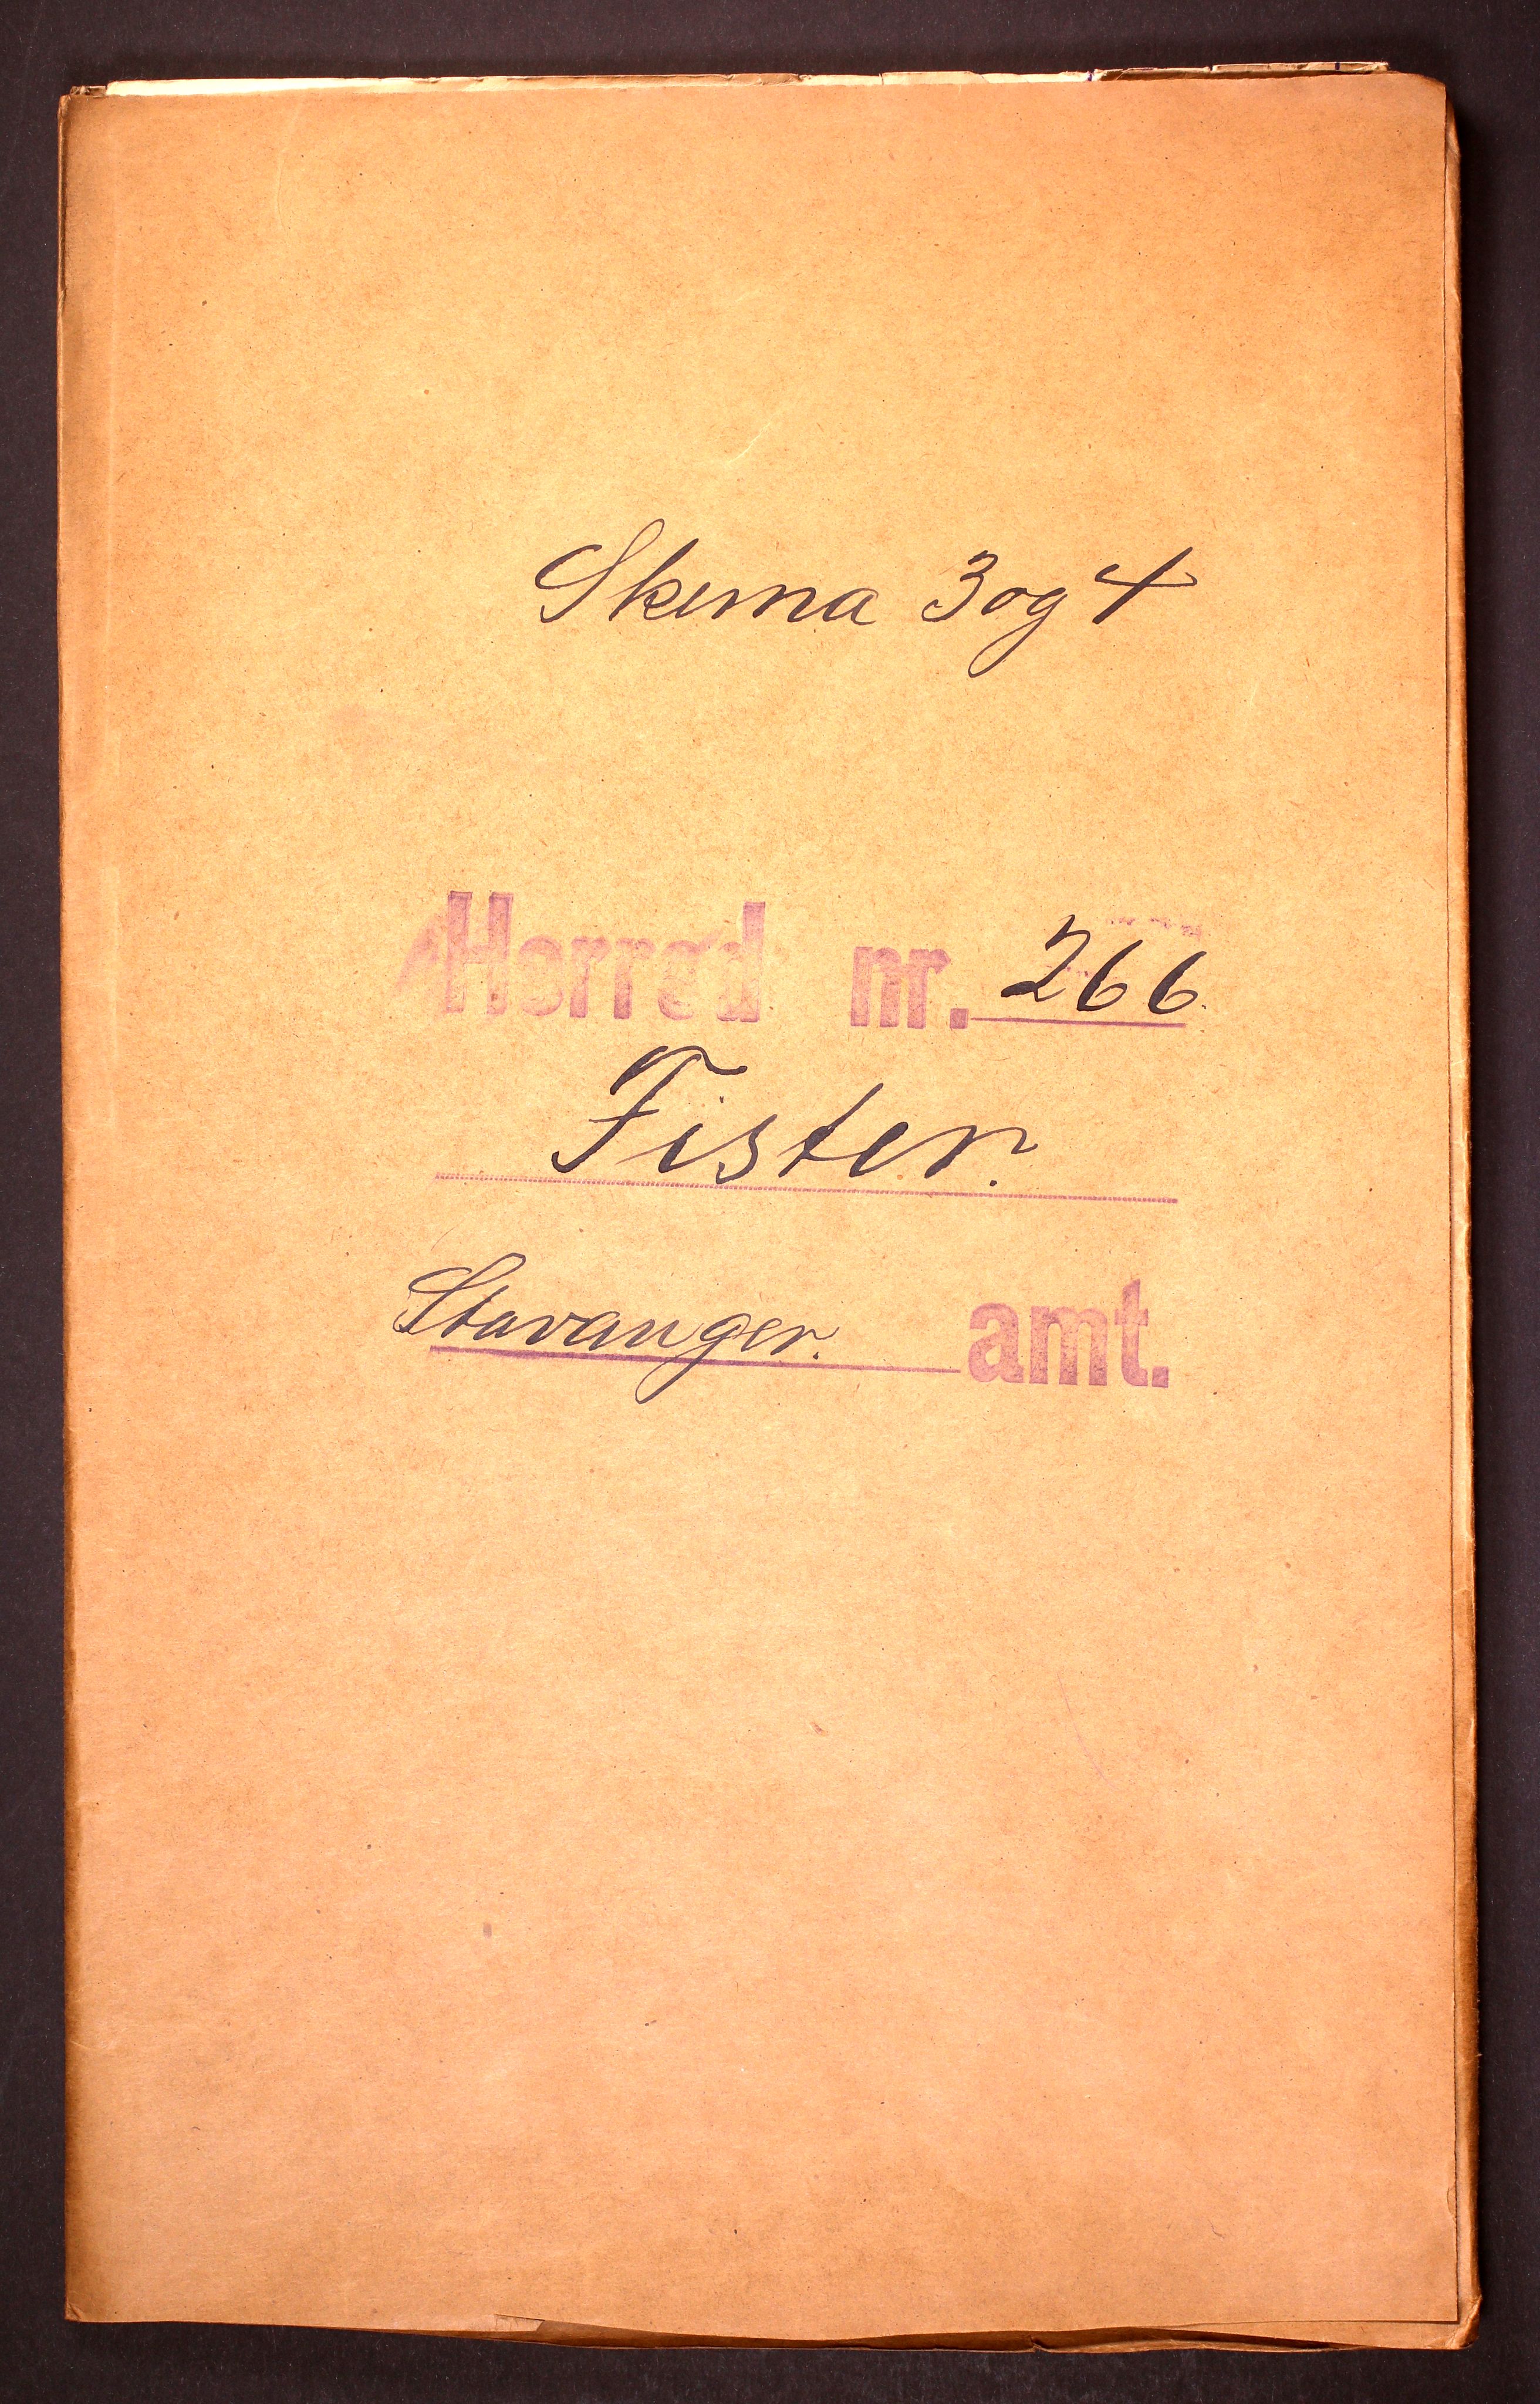 Skema 3 og 4
Herred nr. 266
Fister.
Stavanger. amt.